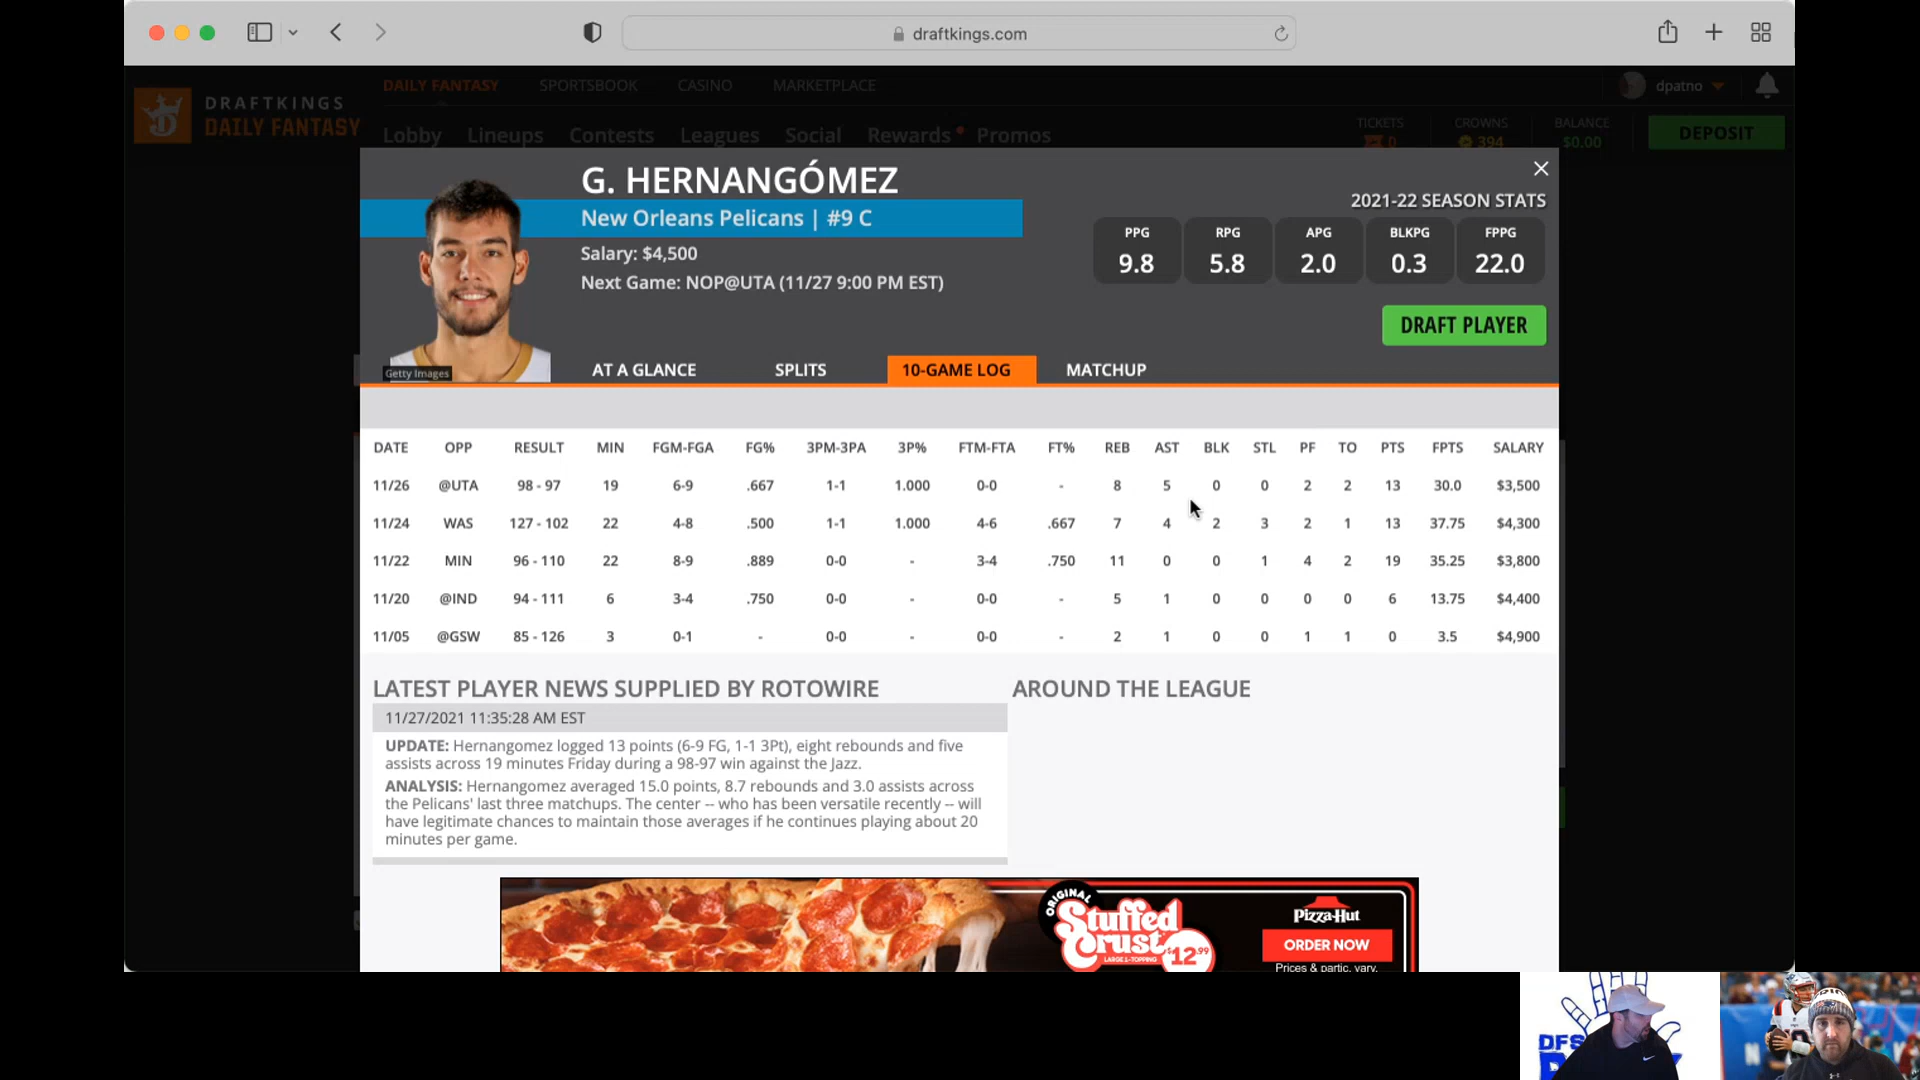 draftkings.com
DRAFTKINGS
DAILY FANTASY
DAILY FANTASY SPORTSBOOK CASINO MARKETPLACE
dpatno
Lobby Lineups Contests Leagues Social Rewards Promos
TICKETS CROWNS BALANCE
0 394 $0.00
DEPOSIT
G. HERNANGÓMEZ
New Orleans Pelicans | #9 C
Salary: $4,500
Next Game: NOP@UTA (11/27 9:00 PM EST)
Getty Images
2021-22 SEASON STATS
PPG RPG APG BLKPG FPPG
9.8 5.8 2.0 0.3 22.0
DRAFT PLAYER
AT A GLANCE SPLITS 10-GAME LOG MATCHUP
DATE OPP RESULT MIN FGM-FGA FG% 3PM-3PA 3P% FTM-FTA FT% REB AST BLK STL PF TO PTS FPTS SALARY
11/26 @UTA 98 - 97 19 6-9 .667 1-1 1.000 0-0 - 8 5 0 0 2 2 13 30.0 $3,500
11/24 WAS 127 - 102 22 4-8 .500 1-1 1.000 4-6 .667 7 4 2 3 2 1 13 37.75 $4,300
11/22 MIN 96 - 110 22 8-9 .889 0-0 - 3-4 .750 11 0 0 1 4 2 19 35.25 $3,800
11/20 @IND 94 - 111 6 3-4 .750 0-0 - 0-0 - 5 1 0 0 0 0 6 13.75 $4,400
11/05 @GSW 85 - 126 3 0-1 - 0-0 - 0-0 - 2 1 0 0 1 1 0 3.5 $4,900
LATEST PLAYER NEWS SUPPLIED BY ROTOWIRE
AROUND THE LEAGUE
11/27/2021 11:35:28 AM EST
UPDATE: Hernangomez logged 13 points (6-9 FG, 1-1 3Pt), eight rebounds and five
assists across 19 minutes Friday during a 98-97 win against the Jazz.
ANALYSIS: Hernangomez averaged 15.0 points, 8.7 rebounds and 3.0 assists across
the Pelicans' last three matchups. The center -- who has been versatile recently -- will
have legitimate chances to maintain those averages if he continues playing about 20
minutes per game.
ORIGINAL
Stuffed
Crust
LARGE 1-TOPPING
$12.99
Pizza Hut
ORDER NOW
Prices & partic. vary.
DFS